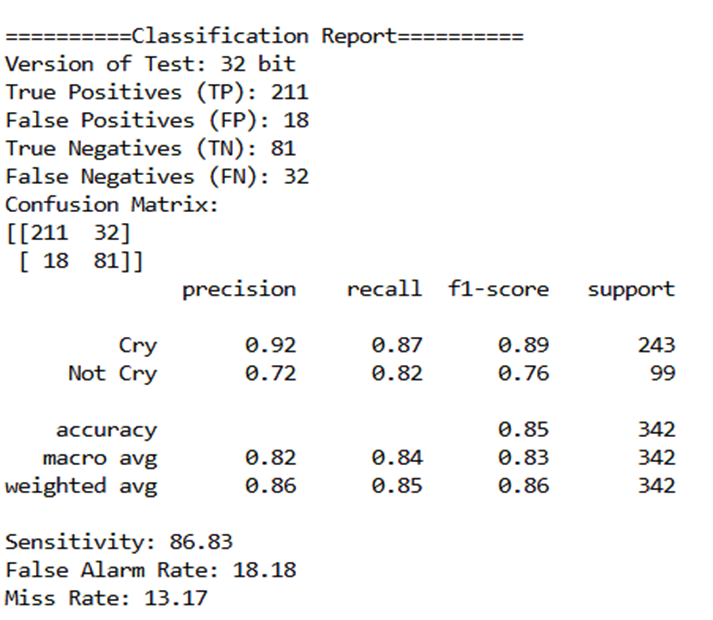 ==========Classification Report==========
Version of Test: 32 bit
True Positives (TP): 211
False Positives (FP): 18
True Negatives (TN): 81
False Negatives (FN): 32
Confusion Matrix:
[[211  32]
 [ 18  81]]
              precision    recall  f1-score   support

         Cry       0.92      0.87      0.89       243
     Not Cry       0.72      0.82      0.76        99

    accuracy                           0.85       342
   macro avg       0.82      0.84      0.83       342
weighted avg       0.86      0.85      0.86       342

Sensitivity: 86.83
False Alarm Rate: 18.18
Miss Rate: 13.17